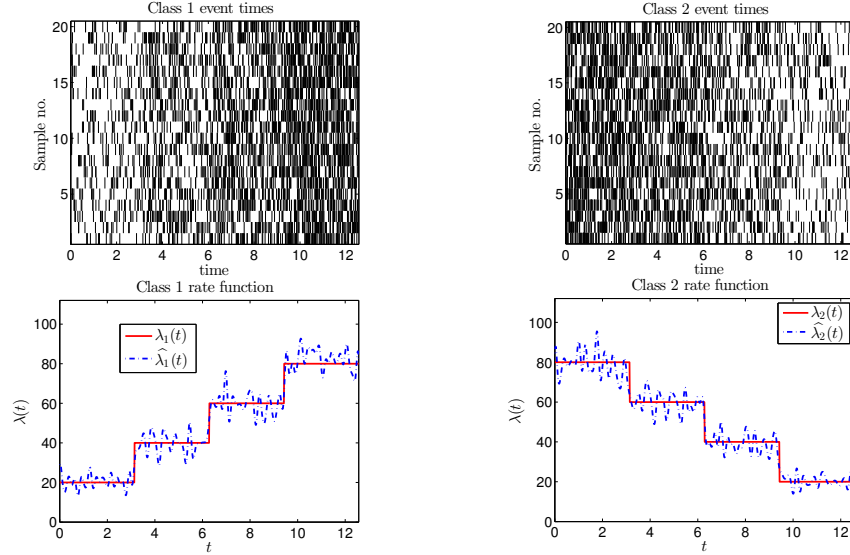 Class 1 event times
20
15
10
5
Sample no.
0 2 4 6 8 10 12
time
Class 2 event times
20
15
10
5
Sample no.
0 2 4 6 8 10 12
time
Class 1 rate function
100
80
60
40
20
0
λ(t)
λ₁(t)
λ̂₁(t)
0 2 4 6 8 10 12
t
Class 2 rate function
100
80
60
40
20
0
λ(t)
λ₂(t)
λ̂₂(t)
0 2 4 6 8 10 12
t